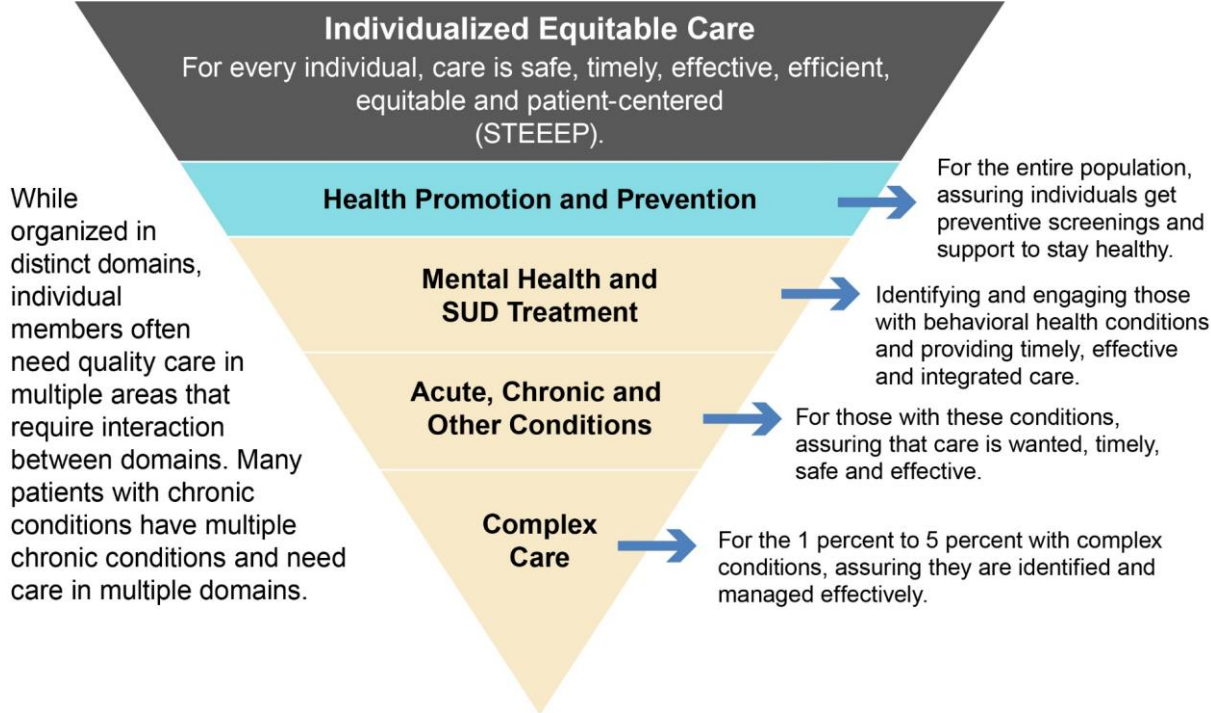 Individualized Equitable Care
For every individual, care is safe, timely, effective, efficient,
equitable and patient-centered
(STEEEP).
While
organized in
distinct domains,
individual
members often
need quality care in
multiple areas that
require interaction
between domains. Many
patients with chronic
conditions have multiple
chronic conditions and need
care in multiple domains.
Health Promotion and Prevention
For the entire population,
assuring individuals get
preventive screenings and
support to stay healthy.
Mental Health and
SUD Treatment
Identifying and engaging those
with behavioral health conditions
and providing timely, effective
and integrated care.
Acute, Chronic and
Other Conditions
For those with these conditions,
assuring that care is wanted, timely,
safe and effective.
Complex
Care
For the 1 percent to 5 percent with complex
conditions, assuring they are identified and
managed effectively.